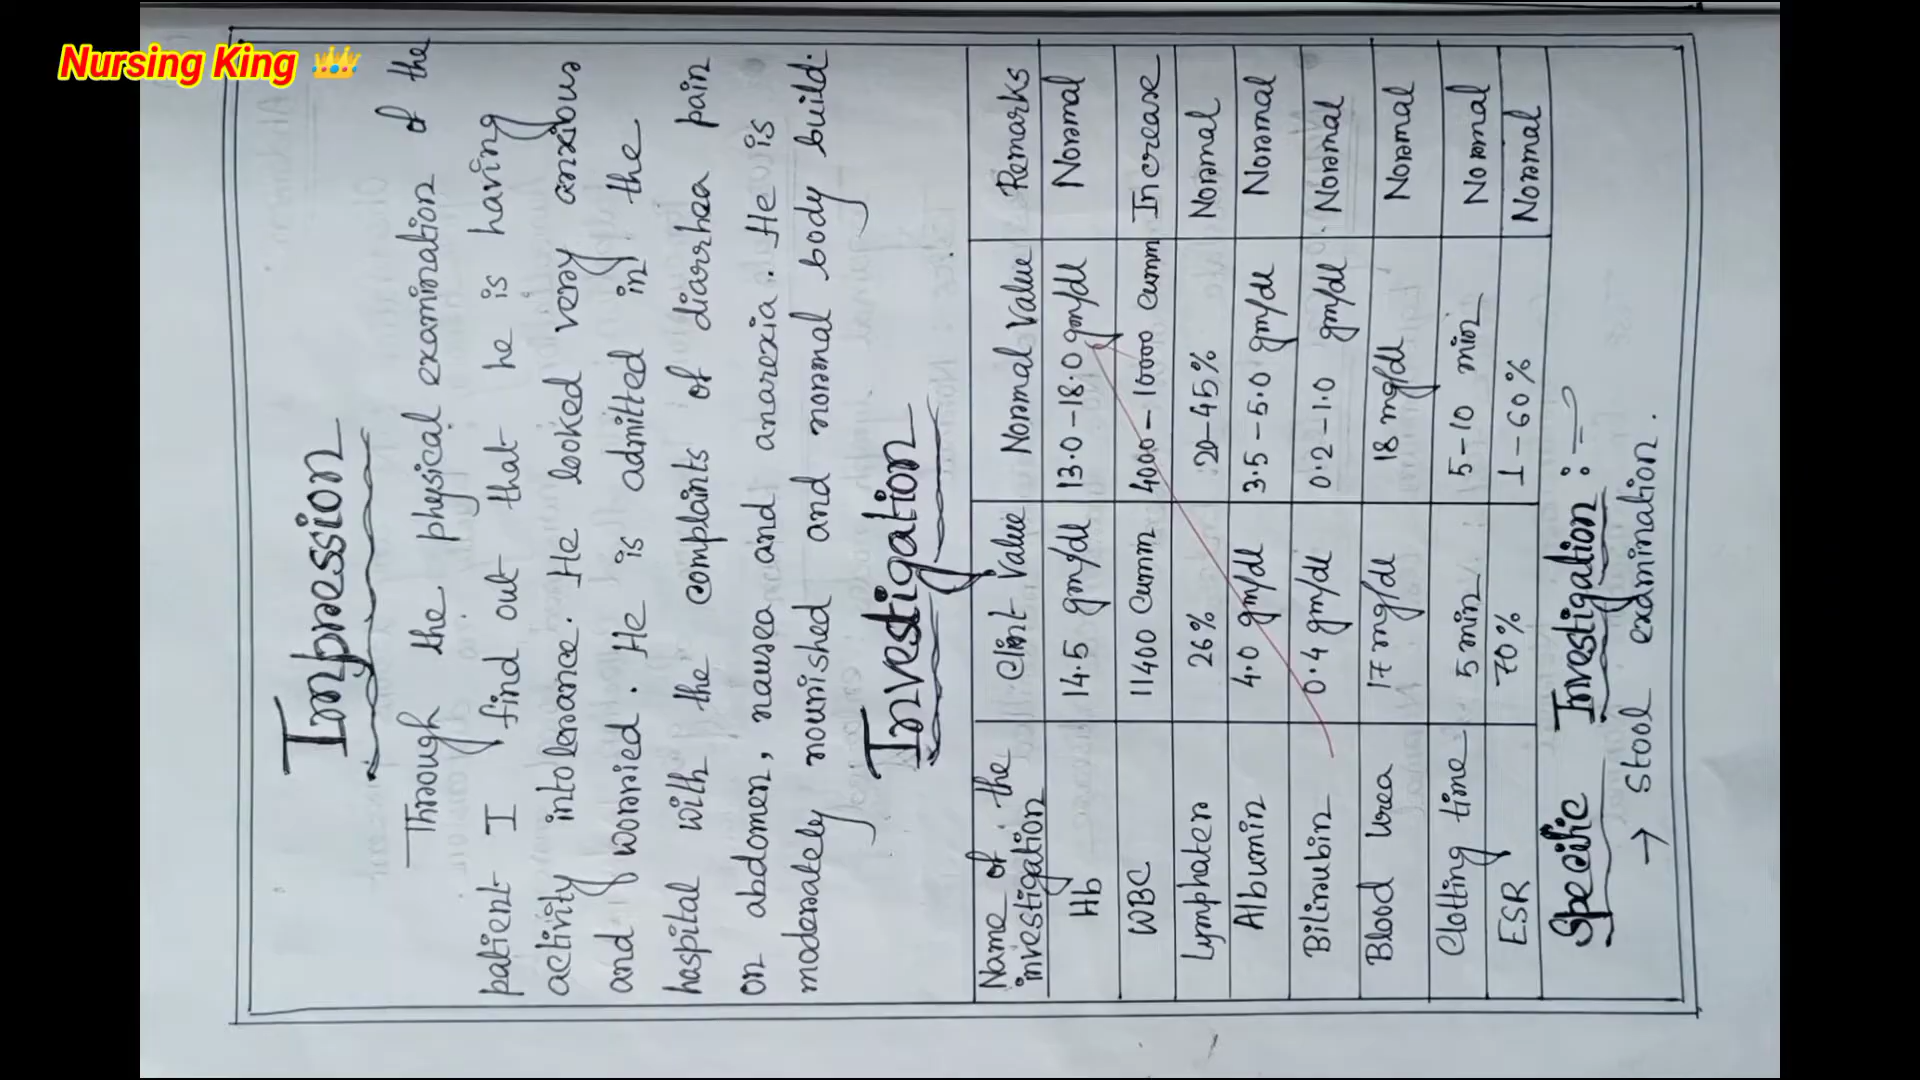 Nursing King
Impression
Through the physical examination of the
patient I find out that he is having
activity intolerance. He looked very anxious
and worried. He is admitted in the
hospital with the complaints of diarrhea pain
on abdomen, nausea and anarexia. He is
moderately nourished and normal body build.
Investigation
Name of the investigation | Clint Value | Normal Value | Remarks
Hb | 14.5 gm/dl | 13.0-18.0 gm/dl | Normal
WBC | 11400 Cumm | 4000-10000 Cumm | Increase
Lymphaten | 26% | 20-45% | Normal
Albumin | 4.0 gm/dl | 3.5-5.0 gm/dl | Normal
Bilirubin | 0.4 gm/dl | 0.2-1.0 gm/dl | Normal
Blood Urea | 17 mg/dl | 18 mg/dl | Normal
Clotting time | 5 min | 5-10 min | Normal
ESR | 70% | 1-60% | Normal
Specific Investigation :-
→ stool examination.